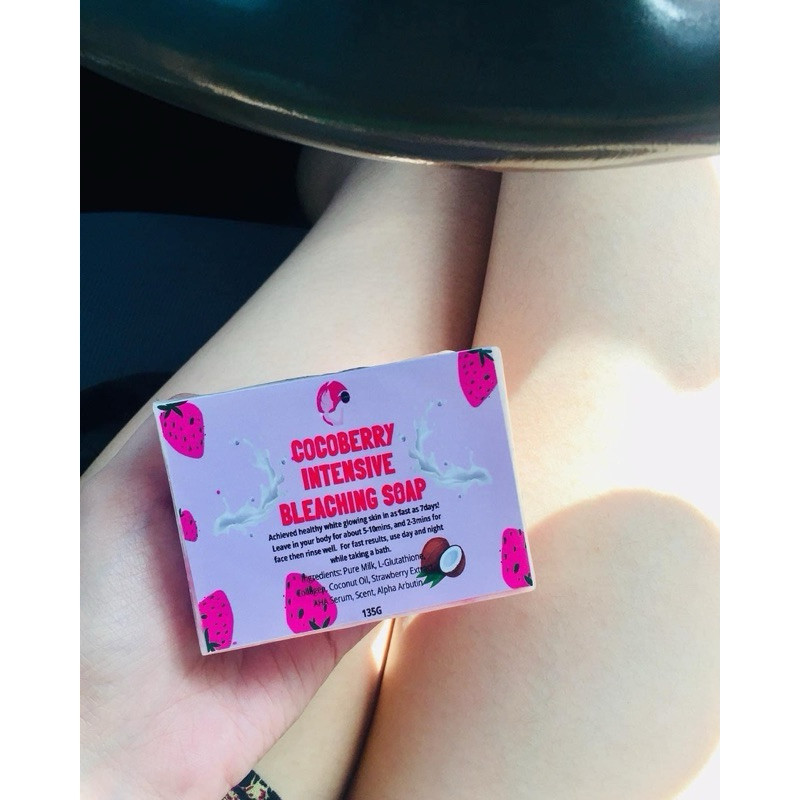 COCOBERRY
INTENSIVE
BLEACHING SOAP
Achieved healthy white glowing skin in as fast as 7days!
Leave in your body for about 5-10mins, and 2-3mins for
face then rinse well. For fast results, use day and night
while taking a bath.
Ingredients: Pure Milk, L-Glutathione,
Coconut Oil, Strawberry
AHA Serum, Scent, Alpha Arbutin
135G